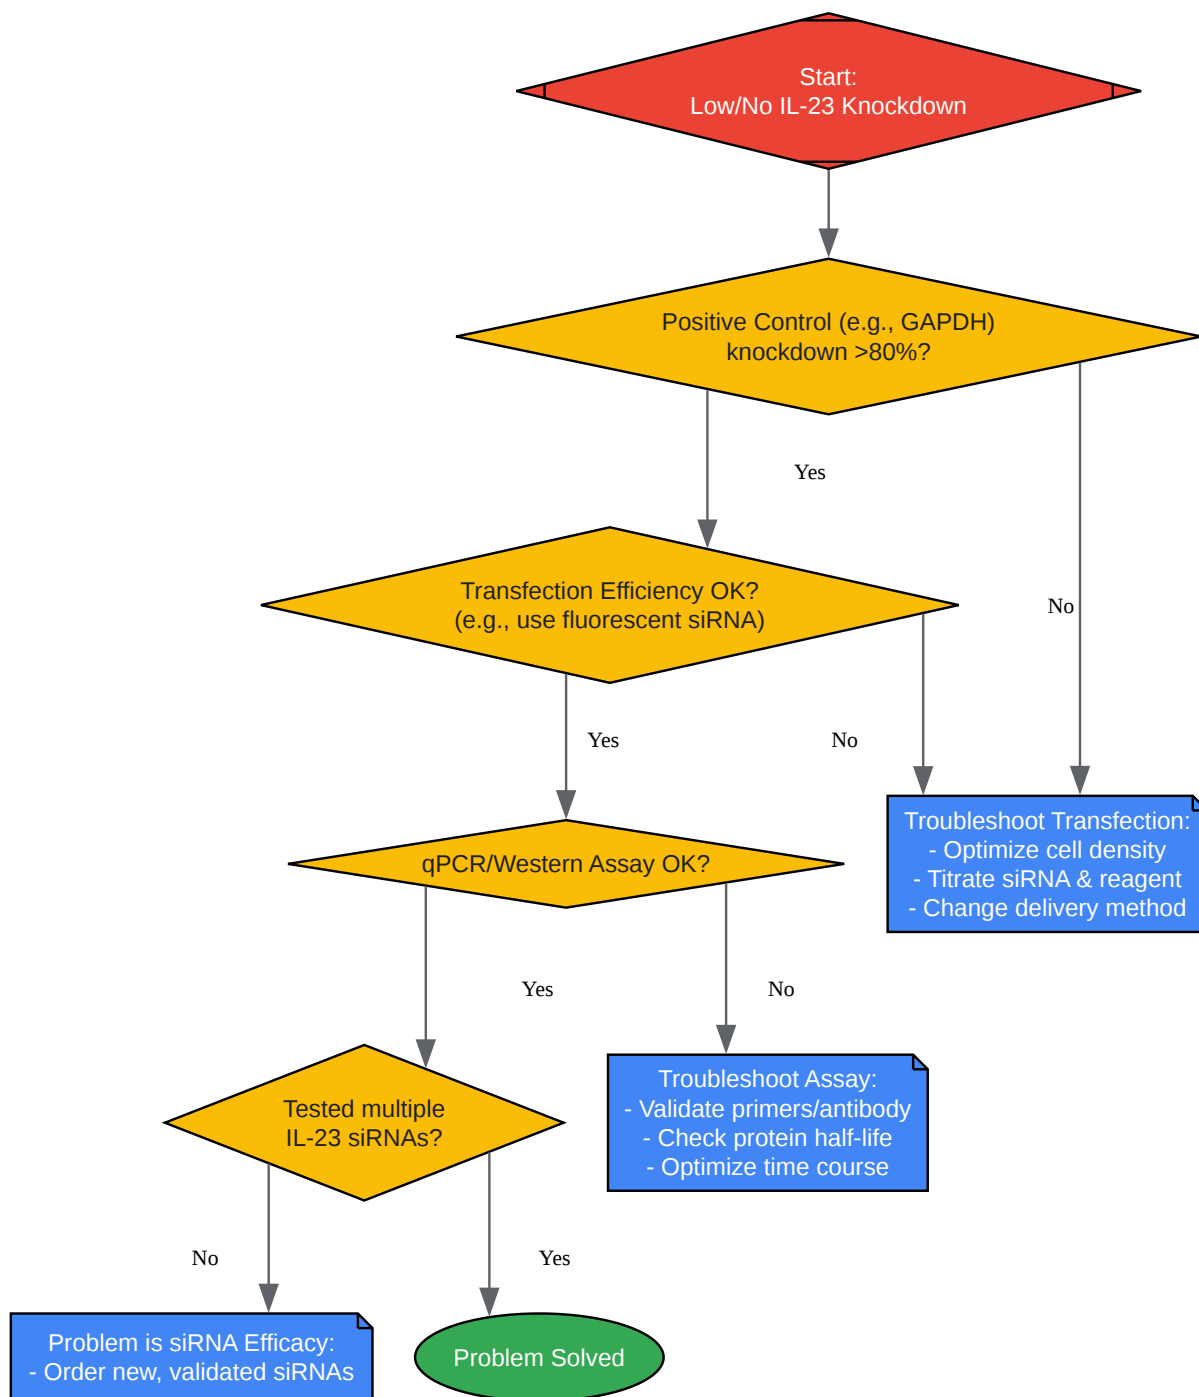 Start:
Low/No IL-23 Knockdown
Positive Control (e.g., GAPDH)
knockdown >80%?
Yes
Transfection Efficiency OK?
(e.g., use fluorescent siRNA)
No
Yes
No
Troubleshoot Transfection:
- Optimize cell density
- Titrate siRNA & reagent
- Change delivery method
qPCR/Western Assay OK?
Yes
No
Troubleshoot Assay:
- Validate primers/antibody
- Check protein half-life
- Optimize time course
Tested multiple
IL-23 siRNAs?
No
Yes
Problem is siRNA Efficacy:
- Order new, validated siRNAs
Problem Solved